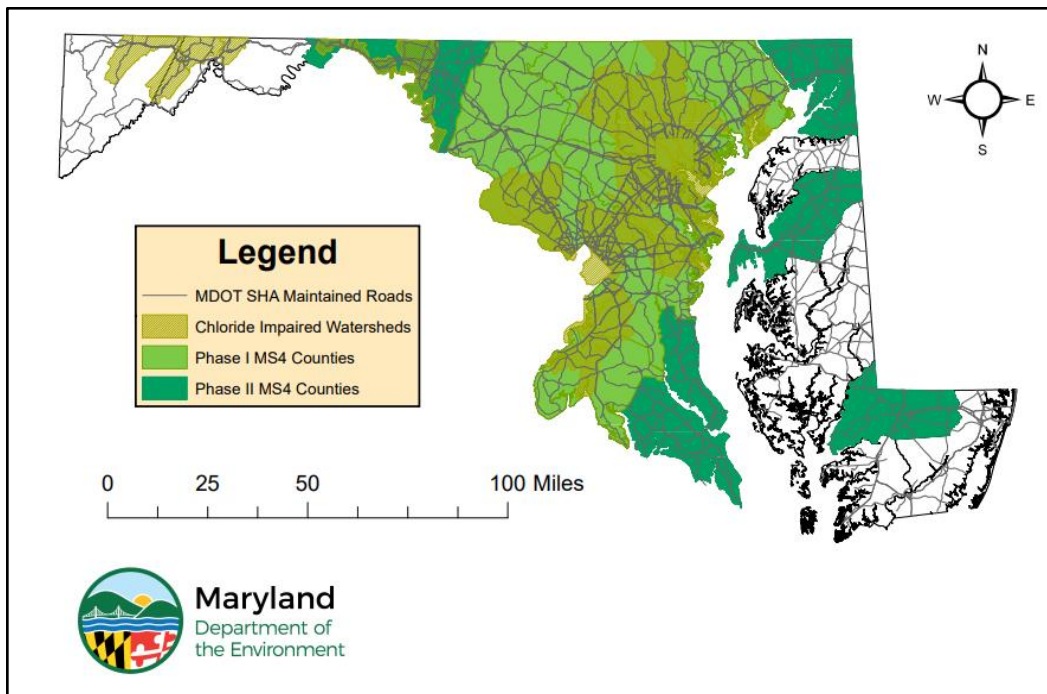 N
W E
S
Legend
MDOT SHA Maintained Roads
Chloride Impaired Watersheds
Phase I MS4 Counties
Phase II MS4 Counties
0 25 50 100 Miles
Maryland
Department of
the Environment